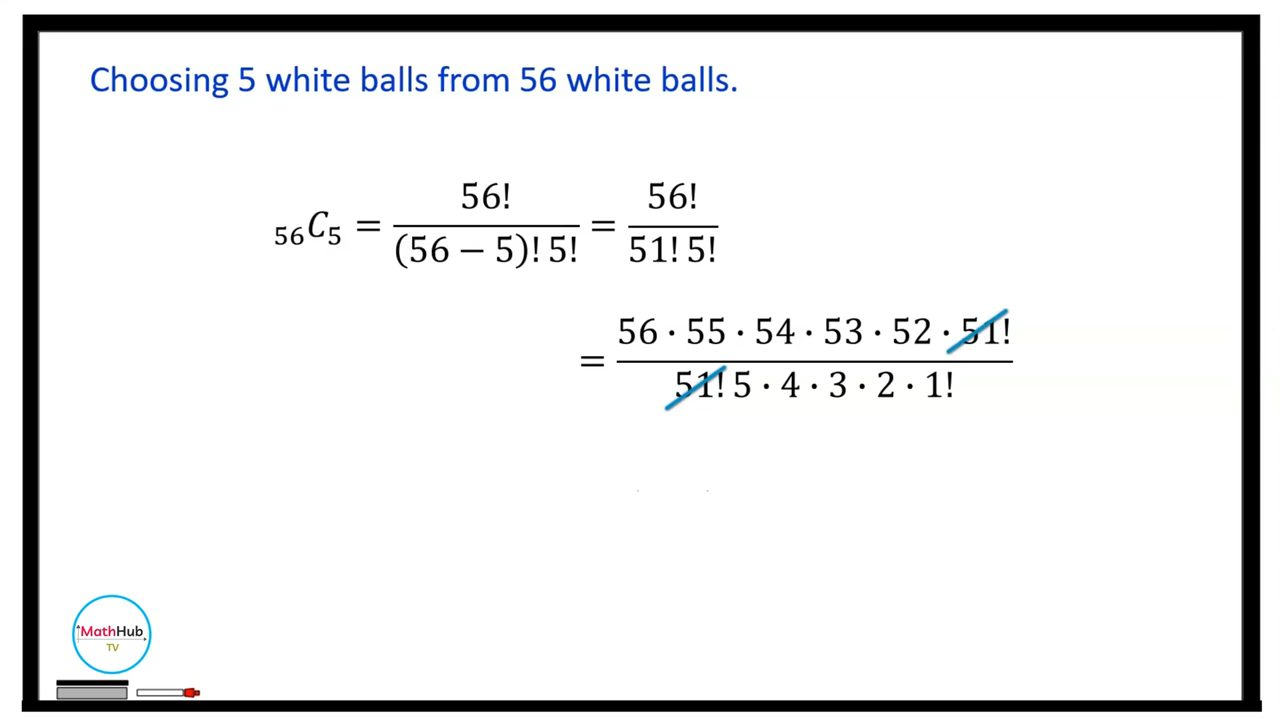 Choosing 5 white balls from 56 white balls.
₅₆C₅ = 56! / (56 − 5)! 5! = 56! / 51! 5!
= 56 · 55 · 54 · 53 · 52 · 51! / 51! 5 · 4 · 3 · 2 · 1!
MathHub
TV